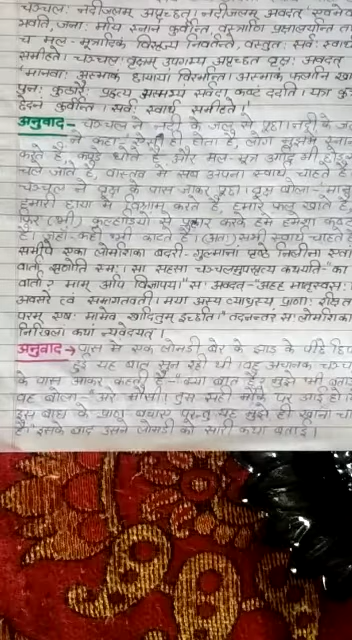 चञ्चलः नदीजलम् अपृच्छत्। नदीजलम् अवदत्
भवति, जनाः मयि स्नानं कुर्वन्ति, वस्त्राणि प्रक्षालयन्ति त
च मल-मूत्रादिकं विसृज्य निवर्तन्ते, वस्तुतः सर्वः स्वार्थं
समीहते। चञ्चलः वृक्षम् उपगम्य अपृच्छत्। वृक्षः अवदत्
"मानवाः अस्माकं छायायां विरमन्ति। अस्माकं फलानि खा
पुनः कुठारैः प्रहृत्य अस्मभ्यं सर्वदा कष्टं ददति। यत्र कु
छेदनं कुर्वन्ति। सर्वः स्वार्थं समीहते।'
अनुवाद - चञ्चल ने नदी के जल से पूछा। नदी के ज
ने कहा, ऐसा ही होता है, लोग मुझमें
करते हैं, कपड़े धोते हैं और मल-मूत्र आदि भी
चले जाते हैं, वास्तव में सब अपना स्वार्थ चाहते हैं
चञ्चल ने वृक्ष के पास जाकर पूछा। वृक्ष बोला -
हमारी छाया में विश्राम करते हैं, हमारे फल खाते हैं
फिर (भी) कुल्हाड़ियों से प्रहार करके हमें हमेशा कष्ट
हैं। जहाँ-कहीं भी काटते हैं। (अतः) सभी स्वार्थ चाहते
समीपे एका लोमशिका बदरी-गुल्मानां पृष्ठे निलीना एतां
वार्तां शृणोति स्म। सा सहसा चञ्चलमुपसृत्य कथयति - "का
वार्ता? माम् अपि विज्ञापय।" सः अवदत् - "अहह मातृस्वसः।
अवसरे त्वं समागतवती। मया अस्य व्याघ्रस्य प्राणाः रक्षिताः
परम् एषः मामेव खादितुम् इच्छति।" तदनन्तरं सः लोमशिका
निखिलां कथां न्यवेदयत्।
अनुवाद → पास में एक लोमड़ी बेर के झाड़ के पीछे छि
हुई यह बात सुन रही थी। वह अचानक चञ्च
के पास आकर कहती है - "क्या बात है? मुझे भी बता
वह बोला - "अरे मौसी! तुम सही मौके पर आई हो।
इस बाघ के प्राण बचाए परन्तु यह मुझे ही खाना चा
है।" इसके बाद उसने लोमड़ी को सारी कथा बताई।